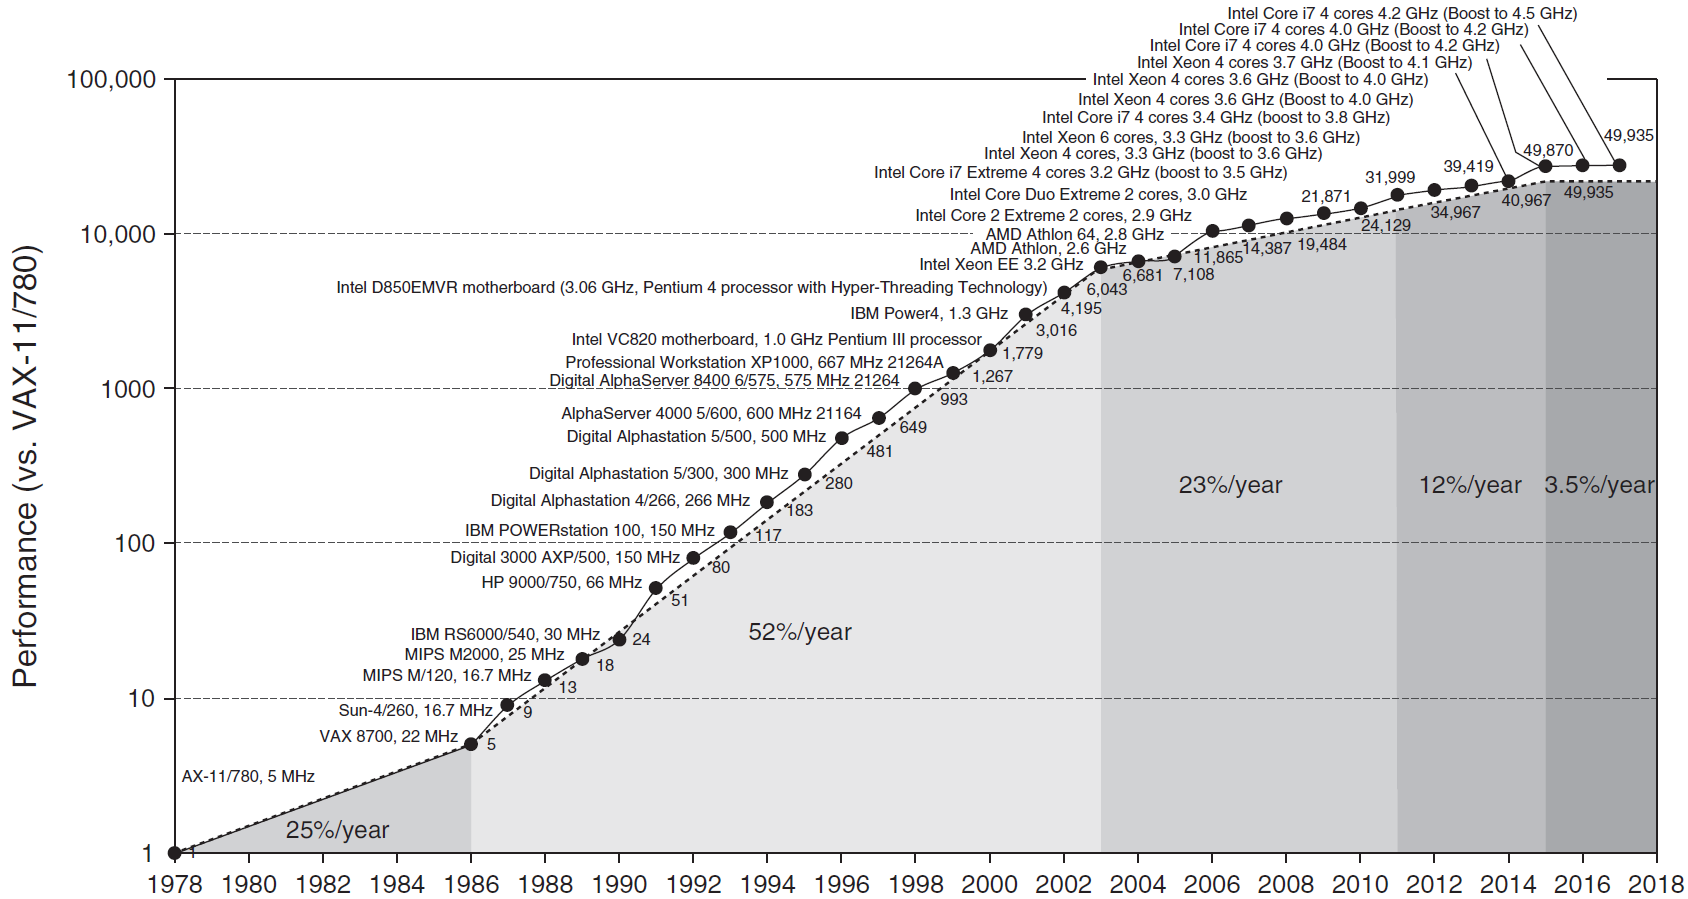 Intel Core i7 4 cores 4.2 GHz (Boost to 4.5 GHz)
Intel Core i7 4 cores 4.0 GHz (Boost to 4.2 GHz)
Intel Core i7 4 cores 4.0 GHz (Boost to 4.2 GHz)
Intel Xeon 4 cores 3.7 GHz (Boost to 4.1 GHz)
Intel Xeon 4 cores 3.6 GHz (Boost to 4.0 GHz)
Intel Xeon 4 cores 3.6 GHz (Boost to 4.0 GHz)
Intel Core i7 4 cores 3.4 GHz (boost to 3.8 GHz)
Intel Xeon 6 cores, 3.3 GHz (boost to 3.6 GHz)
Intel Xeon 4 cores, 3.3 GHz (boost to 3.6 GHz)
Intel Core i7 Extreme 4 cores 3.2 GHz (boost to 3.5 GHz)
Intel Core Duo Extreme 2 cores, 3.0 GHz
Intel Core 2 Extreme 2 cores, 2.9 GHz
AMD Athlon 64, 2.8 GHz
AMD Athlon, 2.6 GHz
Intel Xeon EE 3.2 GHz
Intel D850EMVR motherboard (3.06 GHz, Pentium 4 processor with Hyper-Threading Technology)
IBM Power4, 1.3 GHz
Intel VC820 motherboard, 1.0 GHz Pentium III processor
Professional Workstation XP1000, 667 MHz 21264A
Digital AlphaServer 8400 6/575, 575 MHz 21264
AlphaServer 4000 5/600, 600 MHz 21164
Digital Alphastation 5/500, 500 MHz
Digital Alphastation 5/300, 300 MHz
Digital Alphastation 4/266, 266 MHz
IBM POWERstation 100, 150 MHz
Digital 3000 AXP/500, 150 MHz
HP 9000/750, 66 MHz
IBM RS6000/540, 30 MHz
MIPS M2000, 25 MHz
MIPS M/120, 16.7 MHz
Sun-4/260, 16.7 MHz
VAX 8700, 22 MHz
AX-11/780, 5 MHz
49,935
49,870
39,419
31,999
21,871
49,935
40,967
34,967
24,129
19,484
14,387
11,865
7,108
6,681
6,043
4,195
3,016
1,779
1,267
993
649
481
280
183
117
80
51
24
18
13
9
5
1
25%/year
52%/year
23%/year
12%/year
3.5%/year
Performance (vs. VAX-11/780)
100,000
10,000
1000
100
10
1
1978 1980 1982 1984 1986 1988 1990 1992 1994 1996 1998 2000 2002 2004 2006 2008 2010 2012 2014 2016 2018